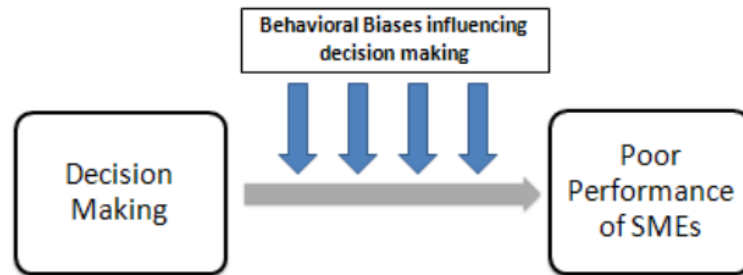 Behavioral Biases influencing
decision making
Decision
Making
Poor
Performance
of SMEs